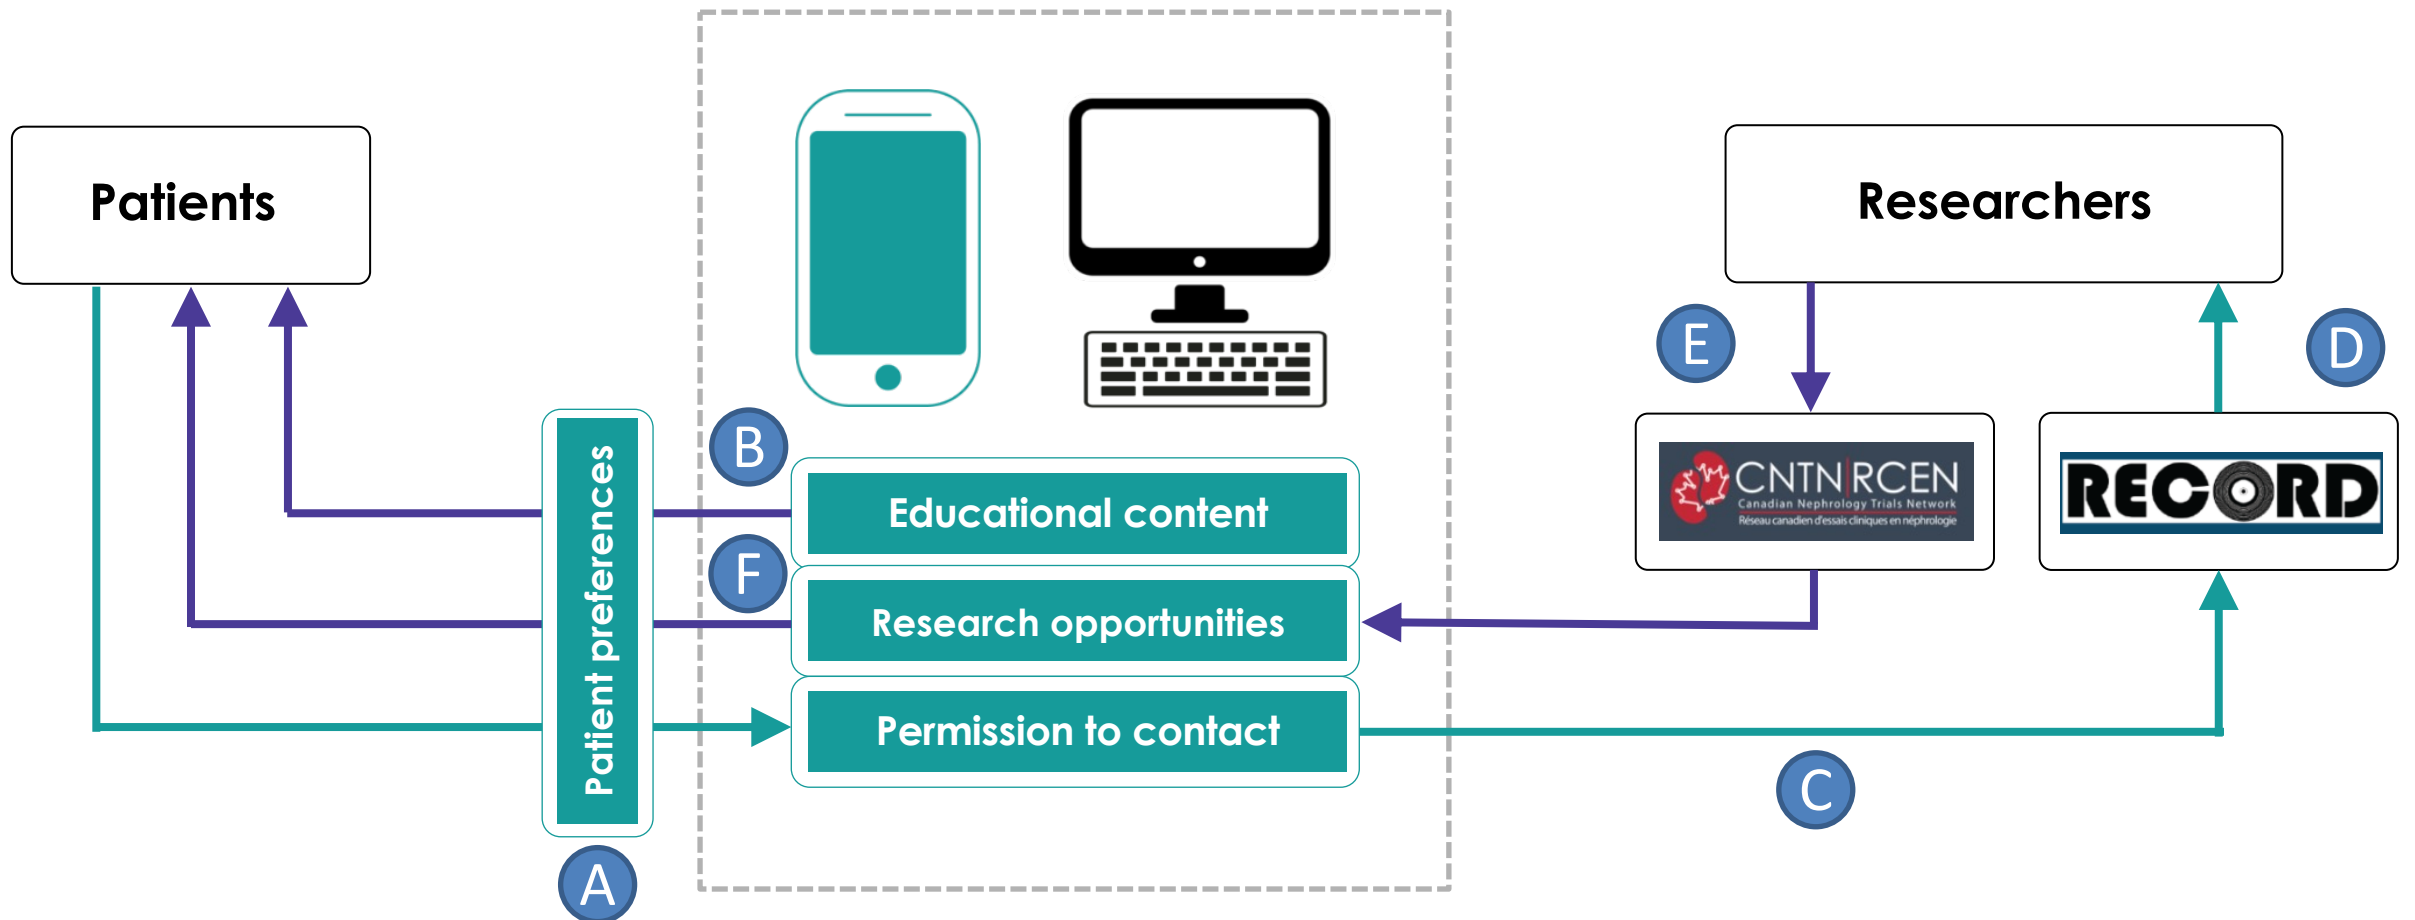 Patients
Researchers
E
D
B
CNTN|RCEN
Canadian Nephrology Trials Network
Réseau canadien d'essais cliniques en néphrologie
RECORD
Educational content
F
Patient preferences
Research opportunities
Permission to contact
C
A